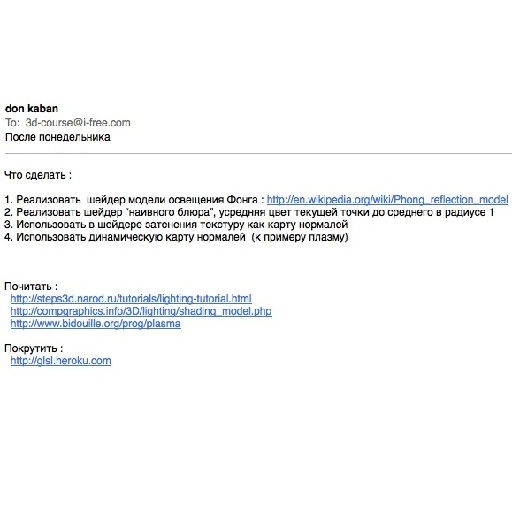 don kaban
To: 3d-course@i-free.com
После понедельника
Что сделать :
1. Реализовать шейдер модели освещения Фонга : http://en.wikipedia.org/wiki/Phong_reflection_model
2. Реализовать шейдер "наивного блюра", усредняя цвет текущей точки до среднего в радиусе 1
3. Использовать в шейдере затенения текстуру как карту нормалей
4. Использовать динамическую карту нормалей (к примеру плазму)
Почитать :
http://steps3d.narod.ru/tutorials/lighting-tutorial.html
http://compgraphics.info/3D/lighting/shading_model.php
http://www.bidouille.org/prog/plasma
Покрутить :
http://glsl.heroku.com